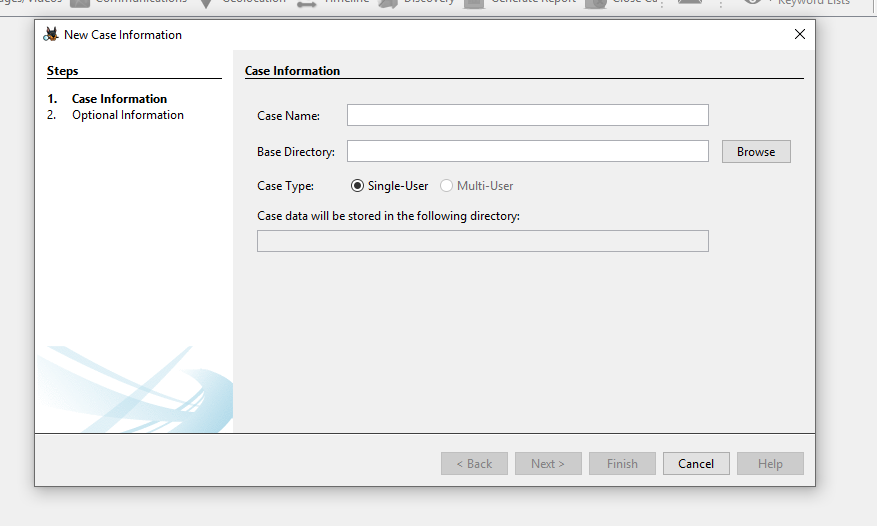 Communications Geolocation Timeline Discovery Generate Report Keyword Lists
New Case Information
Steps
1. Case Information
2. Optional Information
Case Information
Case Name:
Base Directory: Browse
Case Type: Single-User Multi-User
Case data will be stored in the following directory:
< Back Next > Finish Cancel Help